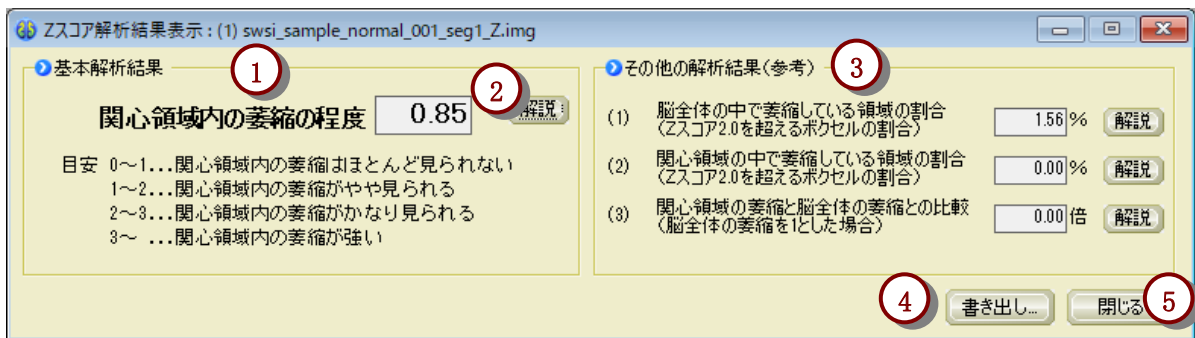 Zスコア解析結果表示 : (1) swsi_sample_normal_001_seg1_Z.img
基本解析結果
1
関心領域内の萎縮の程度 0.85
2
解説
目安 0～1...関心領域内の萎縮はほとんど見られない
1～2...関心領域内の萎縮がやや見られる
2～3...関心領域内の萎縮がかなり見られる
3～ ...関心領域内の萎縮が強い
その他の解析結果(参考)
3
(1) 脳全体の中で萎縮している領域の割合
(Zスコア2.0を超えるボクセルの割合)
1.56 % 解説
(2) 関心領域の中で萎縮している領域の割合
(Zスコア2.0を超えるボクセルの割合)
0.00 % 解説
(3) 関心領域の萎縮と脳全体の萎縮との比較
(脳全体の萎縮を1とした場合)
0.00 倍 解説
4
書き出し...
閉じる
5